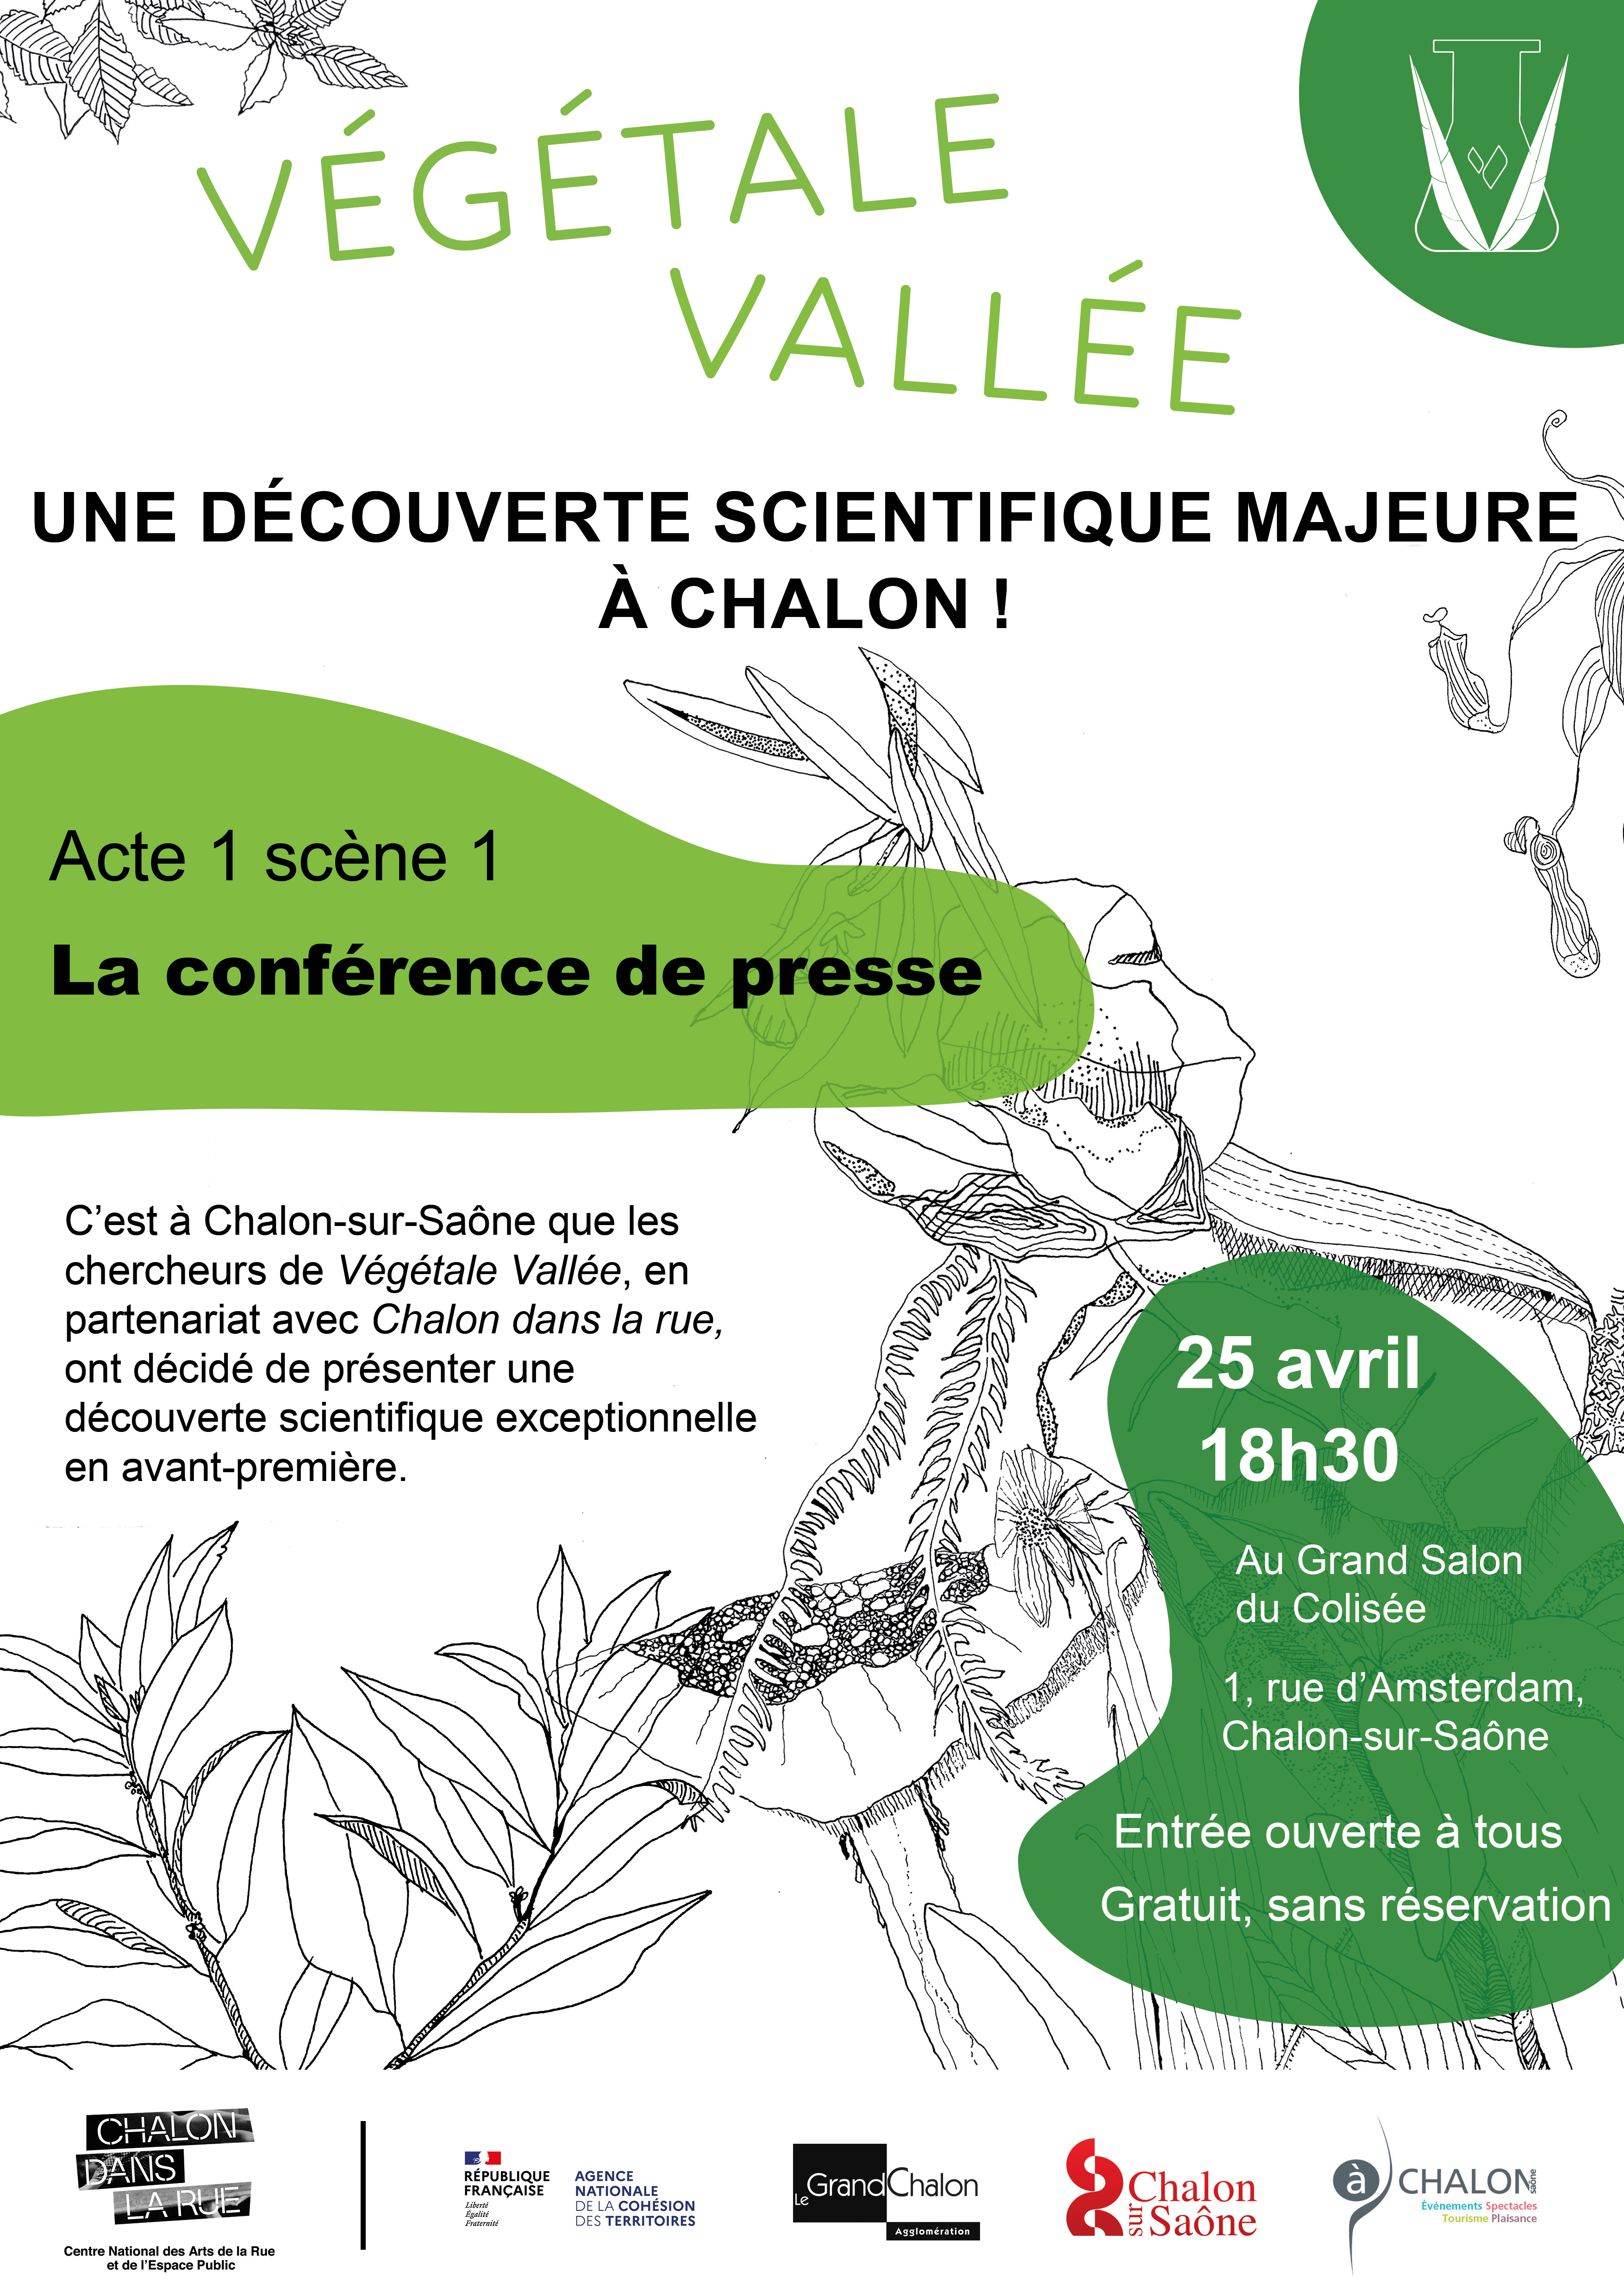 VÉGÉTALE
VALLÉE
UNE DÉCOUVERTE SCIENTIFIQUE MAJEURE
À CHALON !
Acte 1 scène 1
La conférence de presse
C’est à Chalon-sur-Saône que les
chercheurs de Végétale Vallée, en
partenariat avec Chalon dans la rue,
ont décidé de présenter une
découverte scientifique exceptionnelle
en avant-première.
25 avril
18h30
Au Grand Salon
du Colisée
1, rue d’Amsterdam,
Chalon-sur-Saône
Entrée ouverte à tous
Gratuit, sans réservation
CHALON
DANS
LA RUE
Centre National des Arts de la Rue
et de l’Espace Public
RÉPUBLIQUE
FRANÇAISE
Liberté
Égalité
Fraternité
AGENCE
NATIONALE
DE LA COHÉSION
DES TERRITOIRES
Le GrandChalon
Agglomération
Chalon
sur Saône
à CHALON saône
Événements Spectacles
Tourisme Plaisance